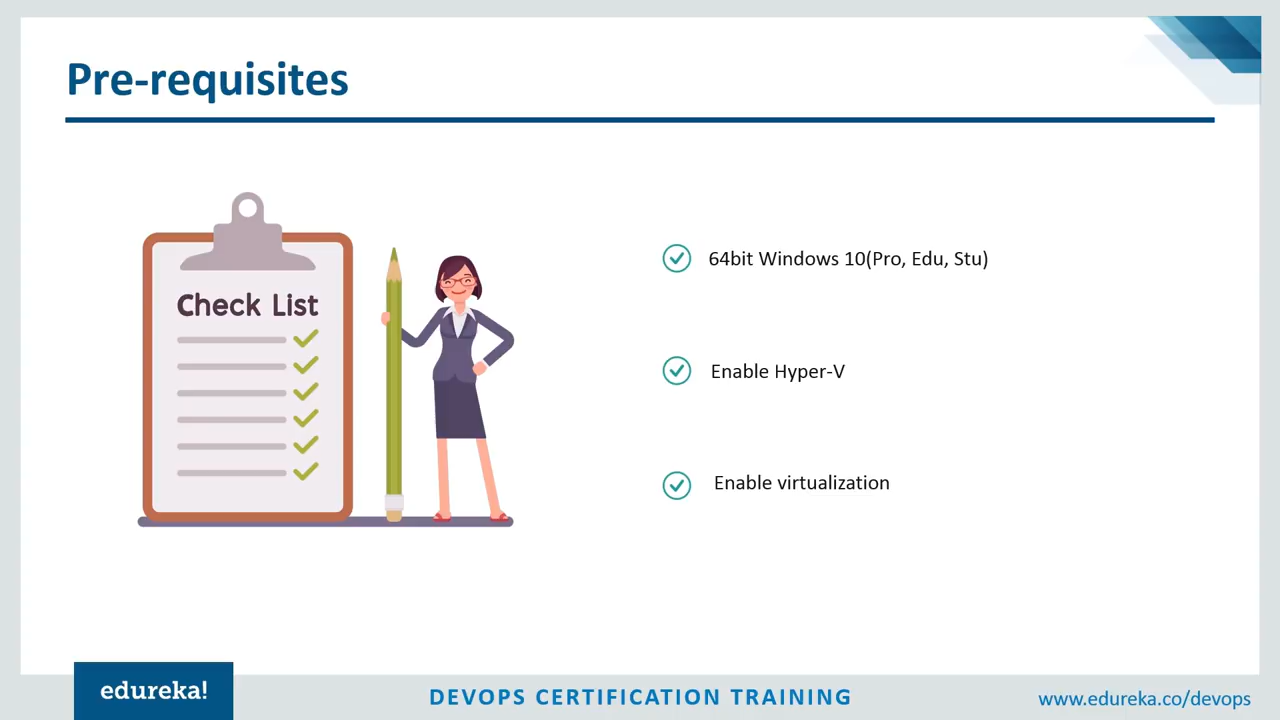 Pre-requisites
Check List
64bit Windows 10(Pro, Edu, Stu)
Enable Hyper-V
Enable virtualization
edureka!
DEVOPS CERTIFICATION TRAINING
www.edureka.co/devops